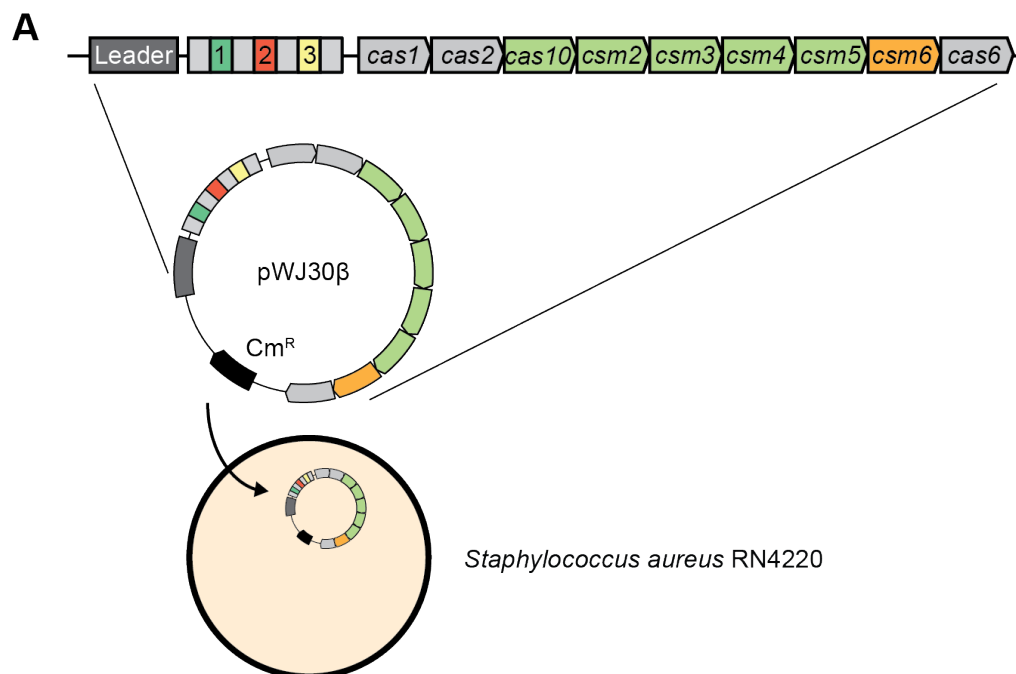 A
Leader 1 2 3 cas1 cas2 cas10 csm2 csm3 csm4 csm5 csm6 cas6
pWJ30β
Cmᴿ
Staphylococcus aureus RN4220